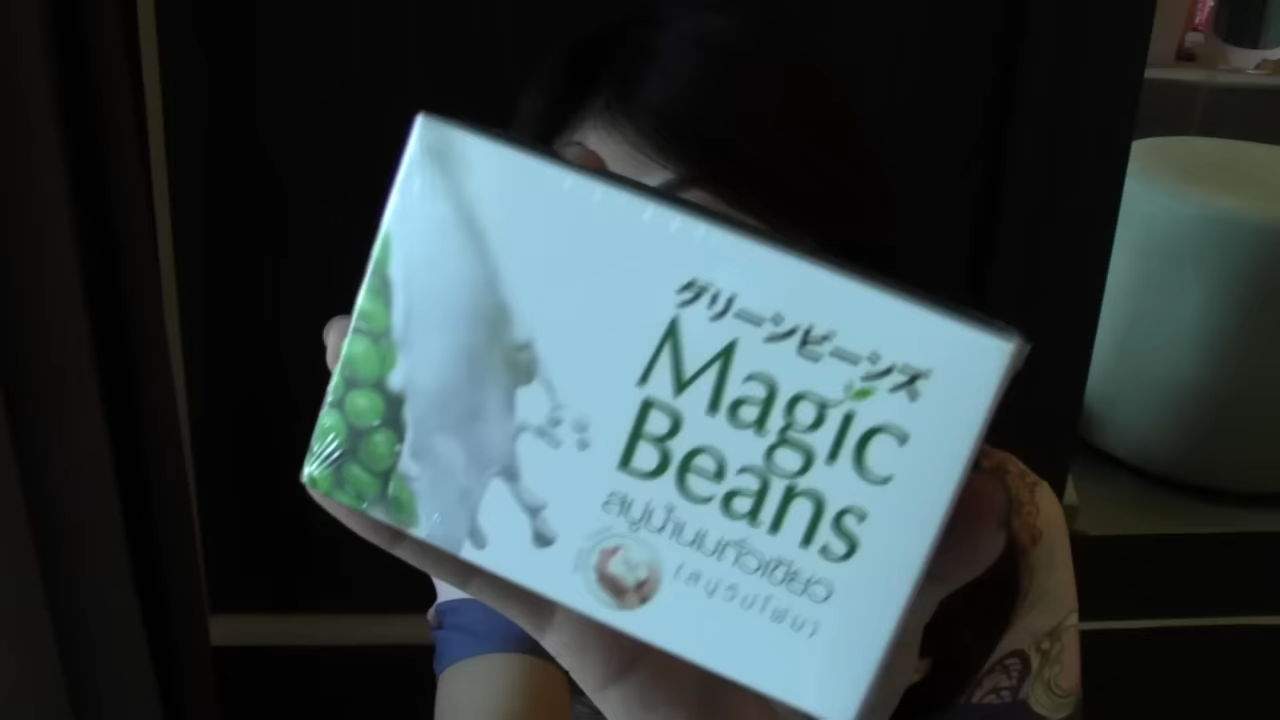 グリーンビーンズ
Magic
Beans
สบู่น้ำนมถั่วเขียว
(สบู่วิปโฟม)